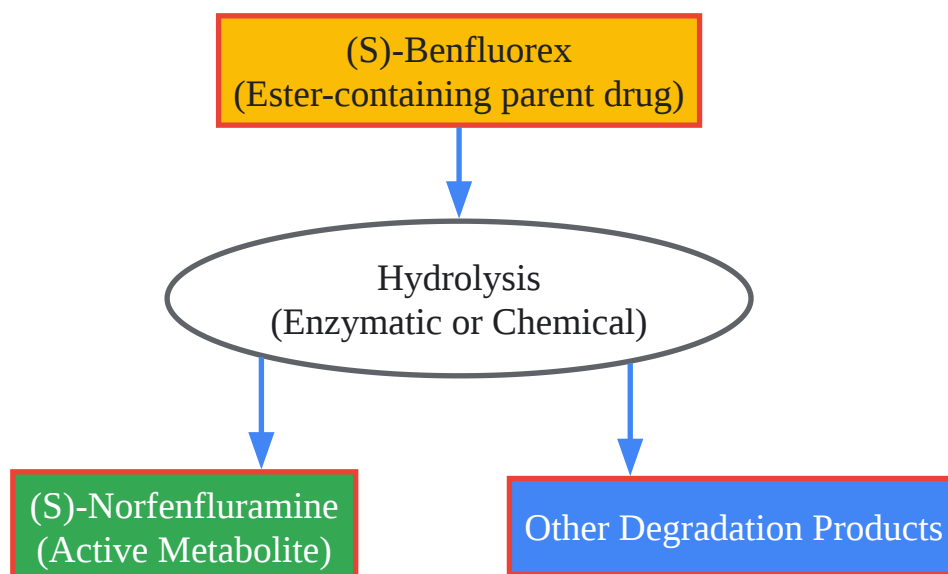 (S)-Benfluorex
(Ester-containing parent drug)
Hydrolysis
(Enzymatic or Chemical)
(S)-Norfenfluramine
(Active Metabolite)
Other Degradation Products